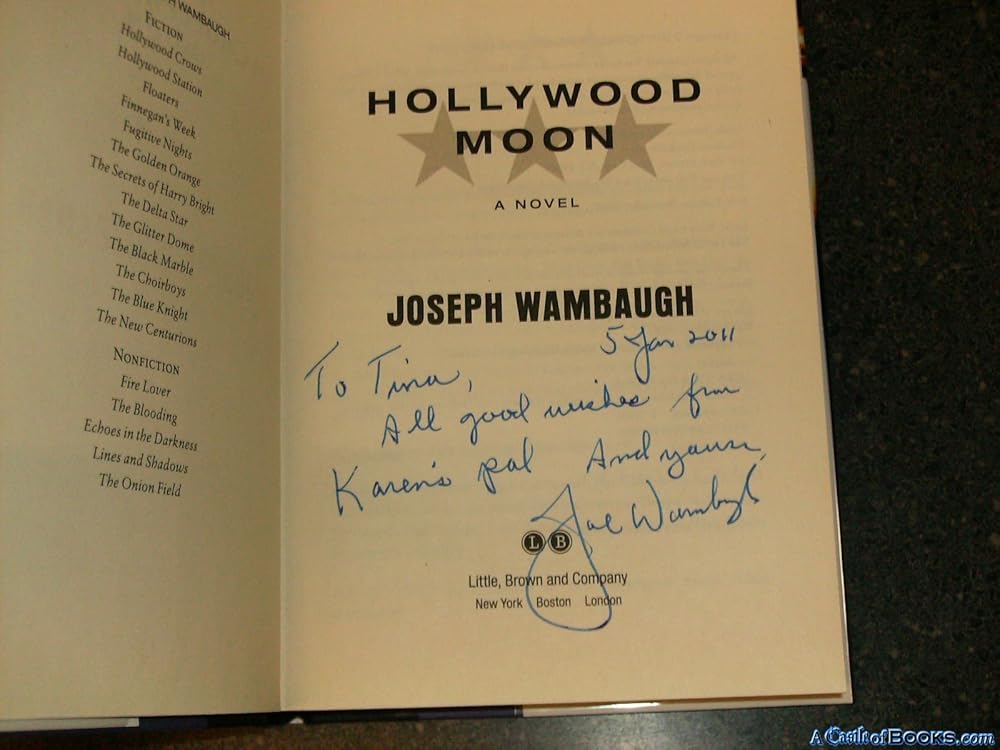 H WAMBAUGH
FICTION
Hollywood Crows
Hollywood Station
Floaters
Finnegan's Week
Fugitive Nights
The Golden Orange
The Secrets of Harry Bright
The Delta Star
The Glitter Dome
The Black Marble
The Choirboys
The Blue Knight
The New Centurions
NONFICTION
Fire Lover
The Blooding
Echoes in the Darkness
Lines and Shadows
The Onion Field
HOLLYWOOD
MOON
A NOVEL
JOSEPH WAMBAUGH
5 Jan 2011
To Tina,
All good wishes from
Karen's pal And yours,
Joe Wambaugh
L B
Little, Brown and Company
New York Boston London
A Castle of BOOKS.com